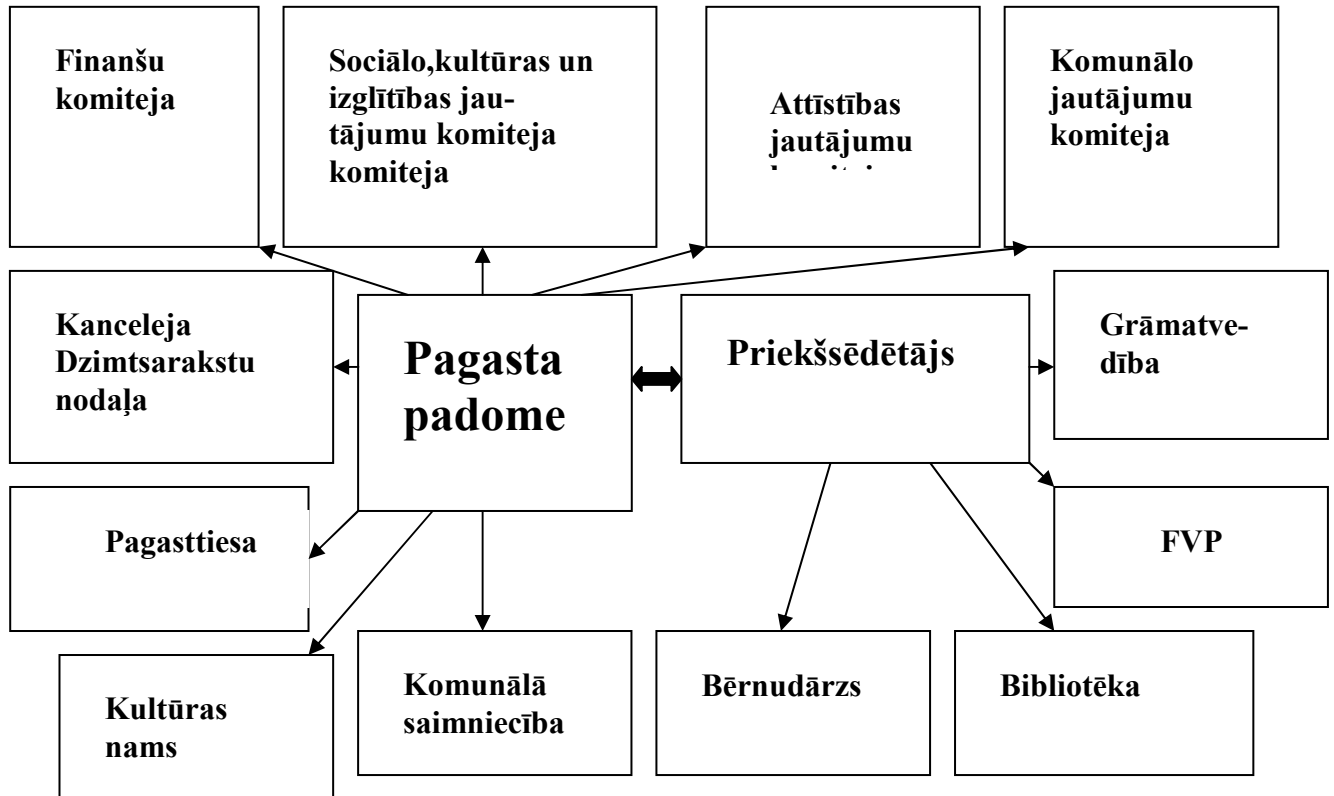 Finanšu
komiteja
Sociālo,kultūras un
izglītības jau-
tājumu komiteja
komiteja
Attīstības
jautājumu
Komunālo
jautājumu
komiteja
Kanceleja
Dzimtsarakstu
nodaļa
Pagasta
padome
Priekšsēdētājs
Grāmatve-
dība
Pagasttiesa
FVP
Kultūras
nams
Komunālā
saimniecība
Bērnudārzs
Bibliotēka